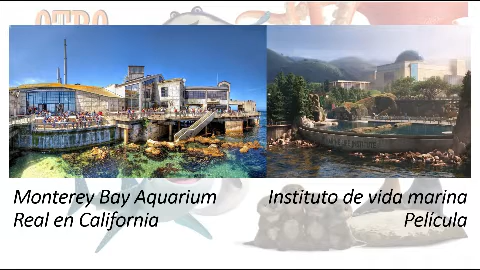 OTRO
Monterey Bay Aquarium
Real en California
Instituto de vida marina
Película